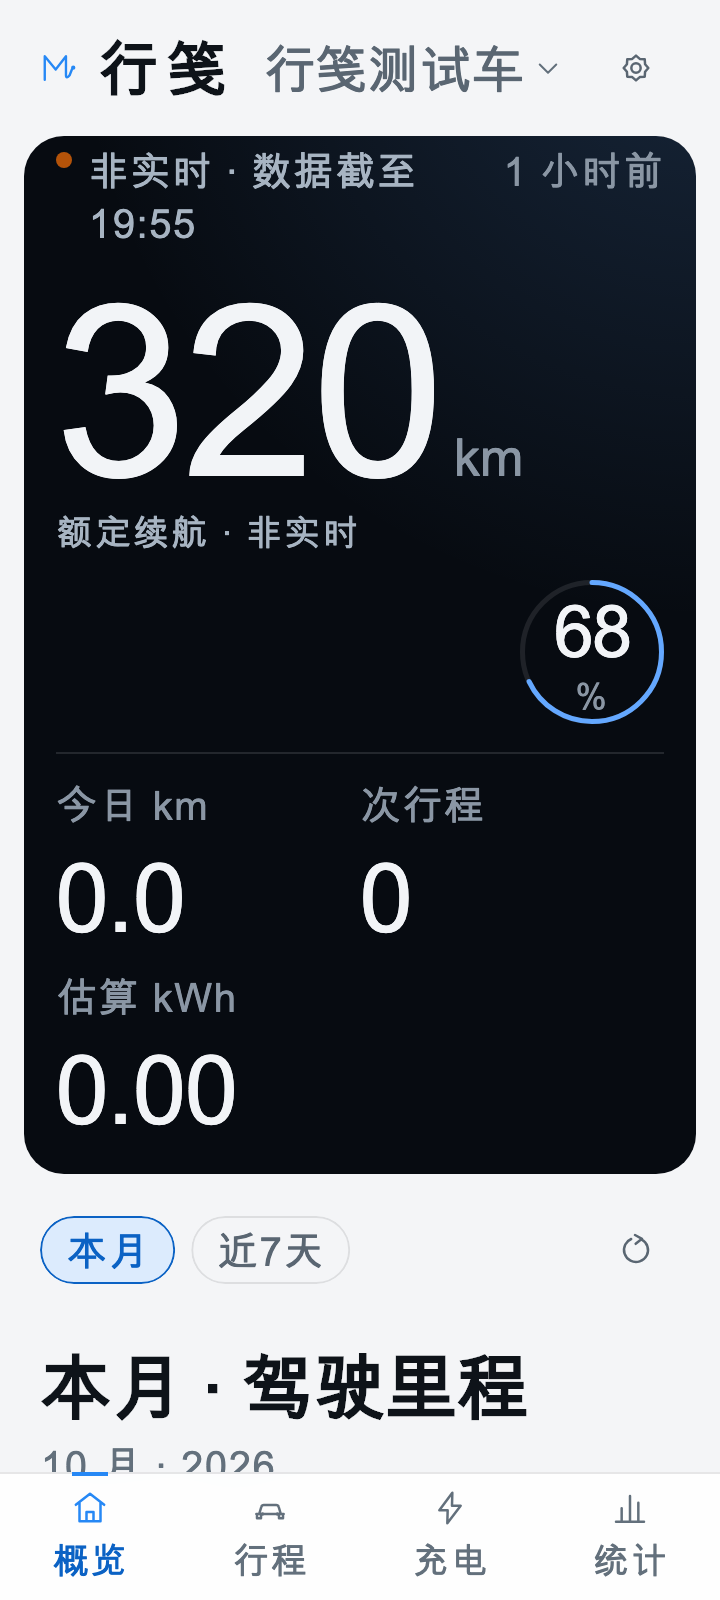 行笺 行笺测试车
非实时 · 数据截至 1 小时前
19:55
320 km
额定续航 · 非实时
68
%
今日 km 次行程
0.0 0
估算 kWh
0.00
本月 近7天
本月 · 驾驶里程
10 月 · 2026
概览 行程 充电 统计